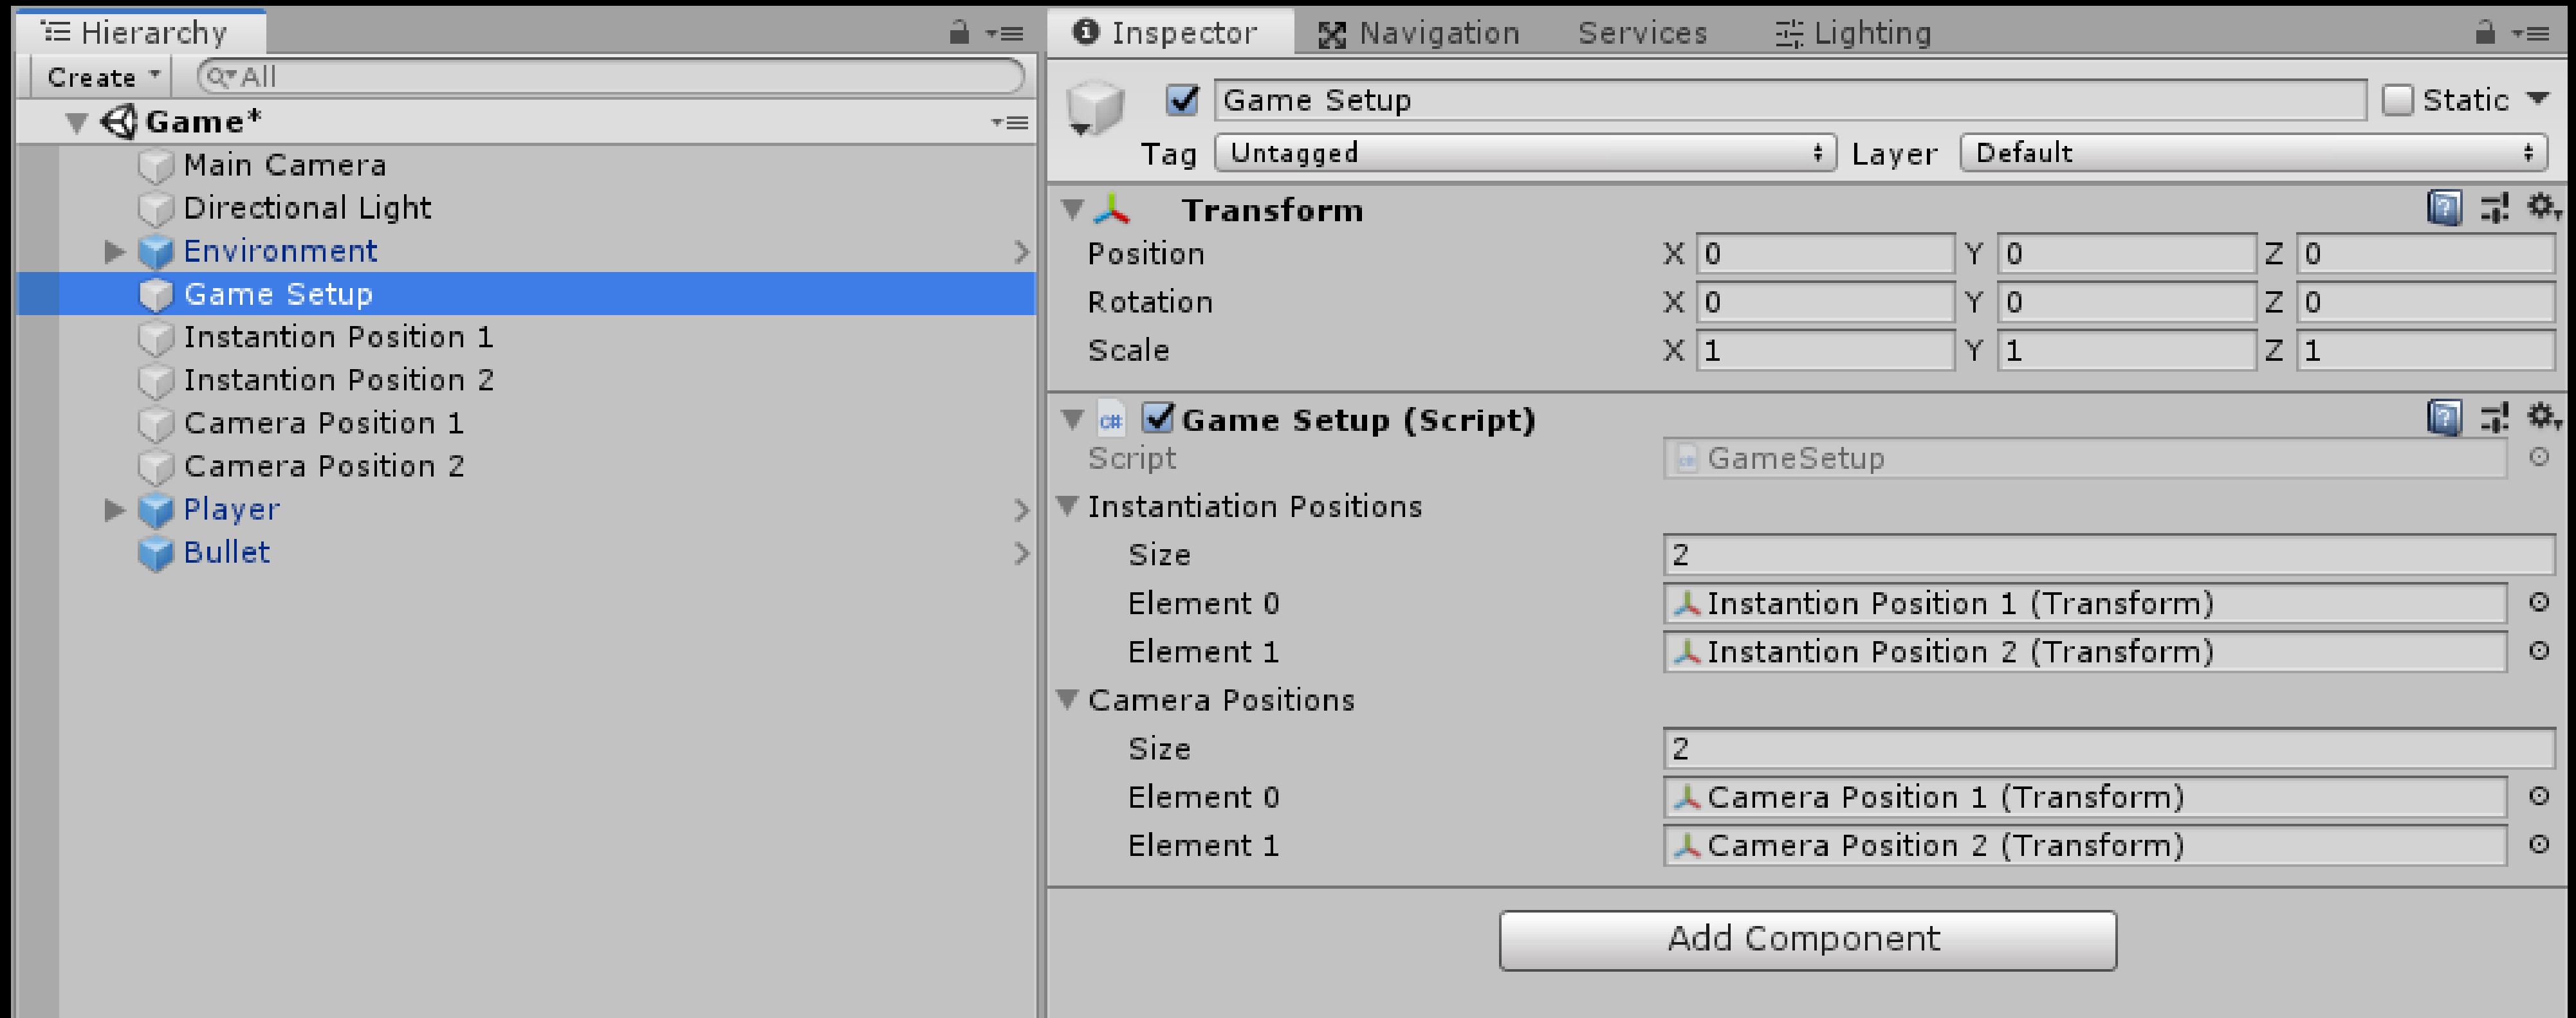 Hierarchy
Create
All
Game*
Main Camera
Directional Light
Environment
Game Setup
Instantion Position 1
Instantion Position 2
Camera Position 1
Camera Position 2
Player
Bullet
Inspector Navigation Services Lighting
Game Setup Static
Tag Untagged Layer Default
Transform
Position X 0 Y 0 Z 0
Rotation X 0 Y 0 Z 0
Scale X 1 Y 1 Z 1
C# Game Setup (Script)
Script GameSetup
Instantiation Positions
Size 2
Element 0 Instantion Position 1 (Transform)
Element 1 Instantion Position 2 (Transform)
Camera Positions
Size 2
Element 0 Camera Position 1 (Transform)
Element 1 Camera Position 2 (Transform)
Add Component